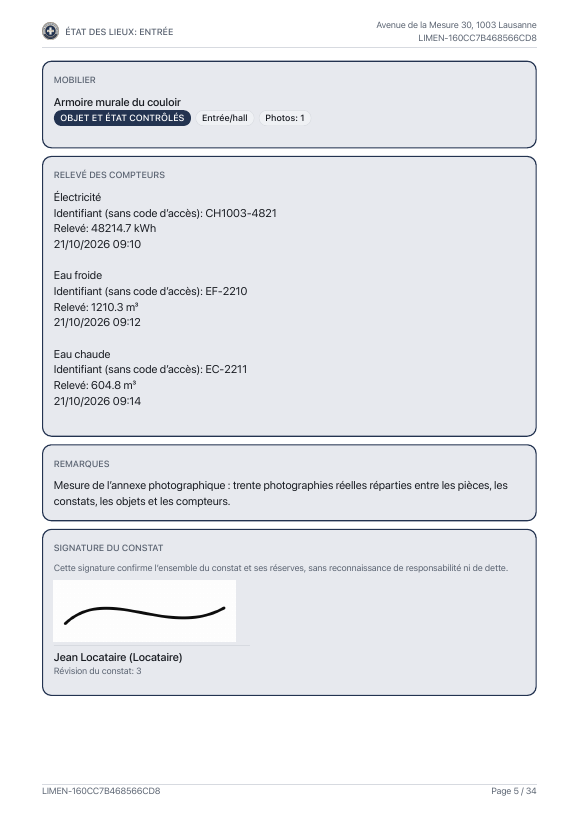 ÉTAT DES LIEUX: ENTRÉE
Avenue de la Mesure 30, 1003 Lausanne
LIMEN-160CC7B468566CD8
MOBILIER
Armoire murale du couloir
OBJET ET ÉTAT CONTRÔLÉS Entrée/hall Photos: 1
RELEVÉ DES COMPTEURS
Électricité
Identifiant (sans code d’accès): CH1003-4821
Relevé: 48214.7 kWh
21/10/2026 09:10
Eau froide
Identifiant (sans code d’accès): EF-2210
Relevé: 1210.3 m³
21/10/2026 09:12
Eau chaude
Identifiant (sans code d’accès): EC-2211
Relevé: 604.8 m³
21/10/2026 09:14
REMARQUES
Mesure de l’annexe photographique : trente photographies réelles réparties entre les pièces, les
constats, les objets et les compteurs.
SIGNATURE DU CONSTAT
Cette signature confirme l’ensemble du constat et ses réserves, sans reconnaissance de responsabilité ni de dette.
Jean Locataire (Locataire)
Révision du constat: 3
LIMEN-160CC7B468566CD8
Page 5 / 34